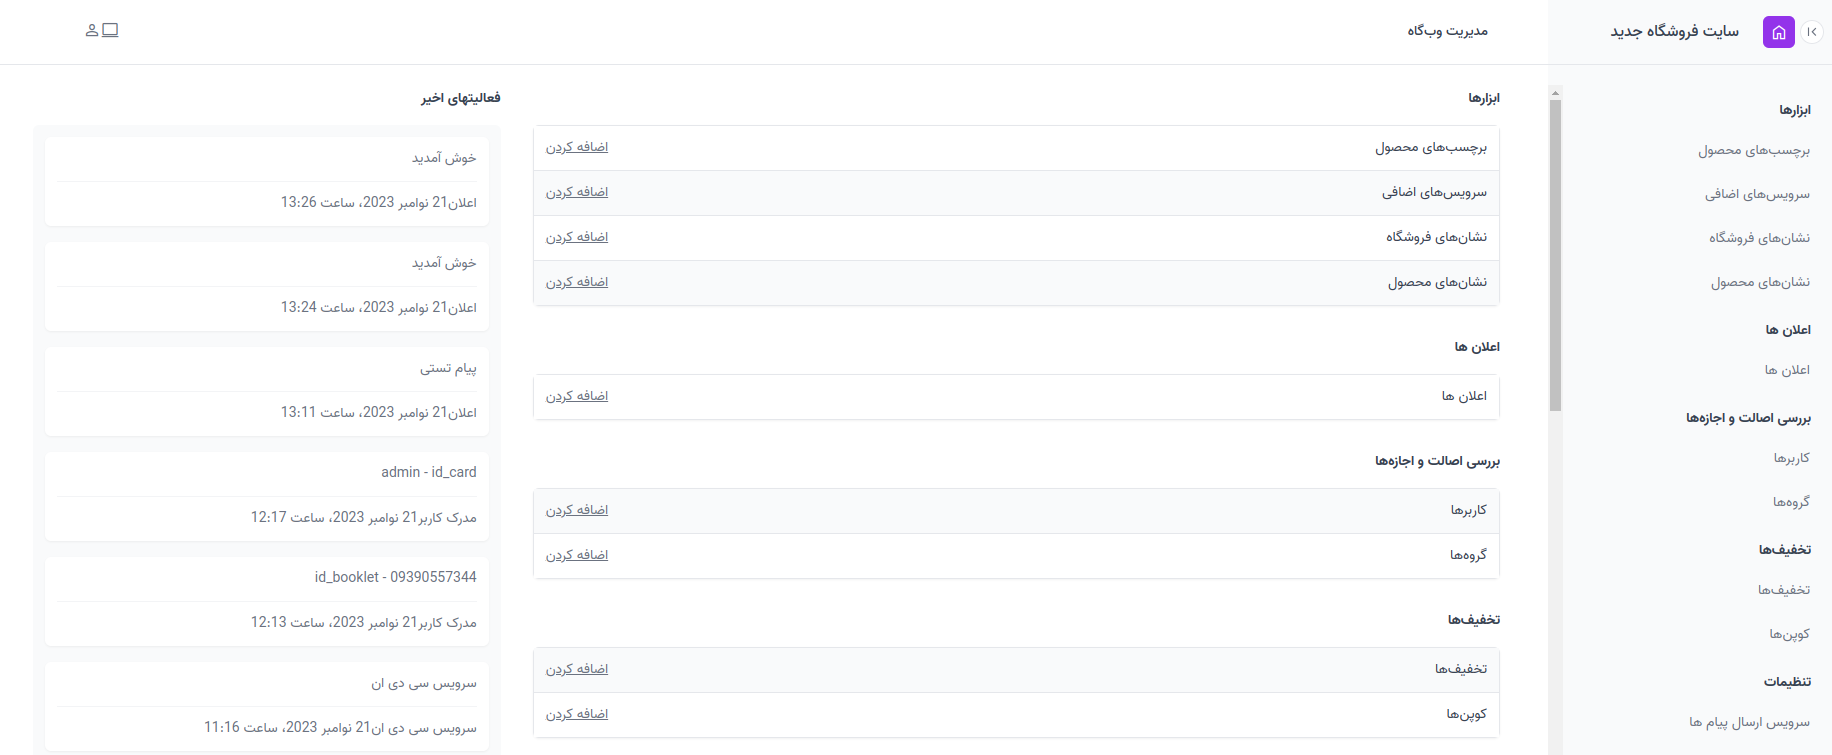 سایت فروشگاه جدید
مدیریت وب‌گاه
ابزارها
برچسب‌های محصول
سرویس‌های اضافی
نشان‌های فروشگاه
نشان‌های محصول
اعلان ها
اعلان ها
بررسی اصالت و اجازه‌ها
کاربرها
گروه‌ها
تخفیف‌ها
تخفیف‌ها
کوپن‌ها
تنظیمات
سرویس ارسال پیام ها
ابزارها
برچسب‌های محصول اضافه کردن
سرویس‌های اضافی اضافه کردن
نشان‌های فروشگاه اضافه کردن
نشان‌های محصول اضافه کردن
اعلان ها
اعلان ها اضافه کردن
بررسی اصالت و اجازه‌ها
کاربرها اضافه کردن
گروه‌ها اضافه کردن
تخفیف‌ها
تخفیف‌ها اضافه کردن
کوپن‌ها اضافه کردن
فعالیتهای اخیر
خوش آمدید
اعلان21 نوامبر 2023، ساعت 13:26
خوش آمدید
اعلان21 نوامبر 2023، ساعت 13:24
پیام تستی
اعلان21 نوامبر 2023، ساعت 13:11
admin - id_card
مدرک کاربر21 نوامبر 2023، ساعت 12:17
id_booklet - 09390557344
مدرک کاربر21 نوامبر 2023، ساعت 12:13
سرویس سی دی ان
سرویس سی دی ان21 نوامبر 2023، ساعت 11:16